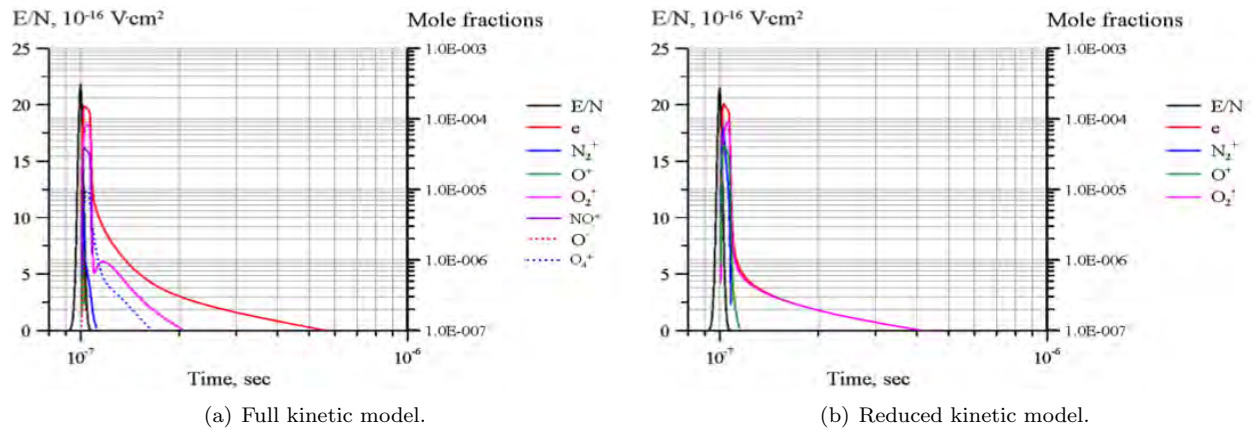 E/N, 10⁻¹⁶ V·cm²
Mole fractions
25
20
15
10
5
0
1.0E-003
1.0E-004
1.0E-005
1.0E-006
1.0E-007
E/N
e
N₂⁺
O⁺
O₂⁺
NO⁺
O⁻
O₄⁺
10⁻⁷
10⁻⁶
Time, sec
(a) Full kinetic model.
E/N, 10⁻¹⁶ V·cm²
Mole fractions
25
20
15
10
5
0
1.0E-003
1.0E-004
1.0E-005
1.0E-006
1.0E-007
E/N
e
N₂⁺
O⁺
O₂⁺
10⁻⁷
10⁻⁶
Time, sec
(b) Reduced kinetic model.